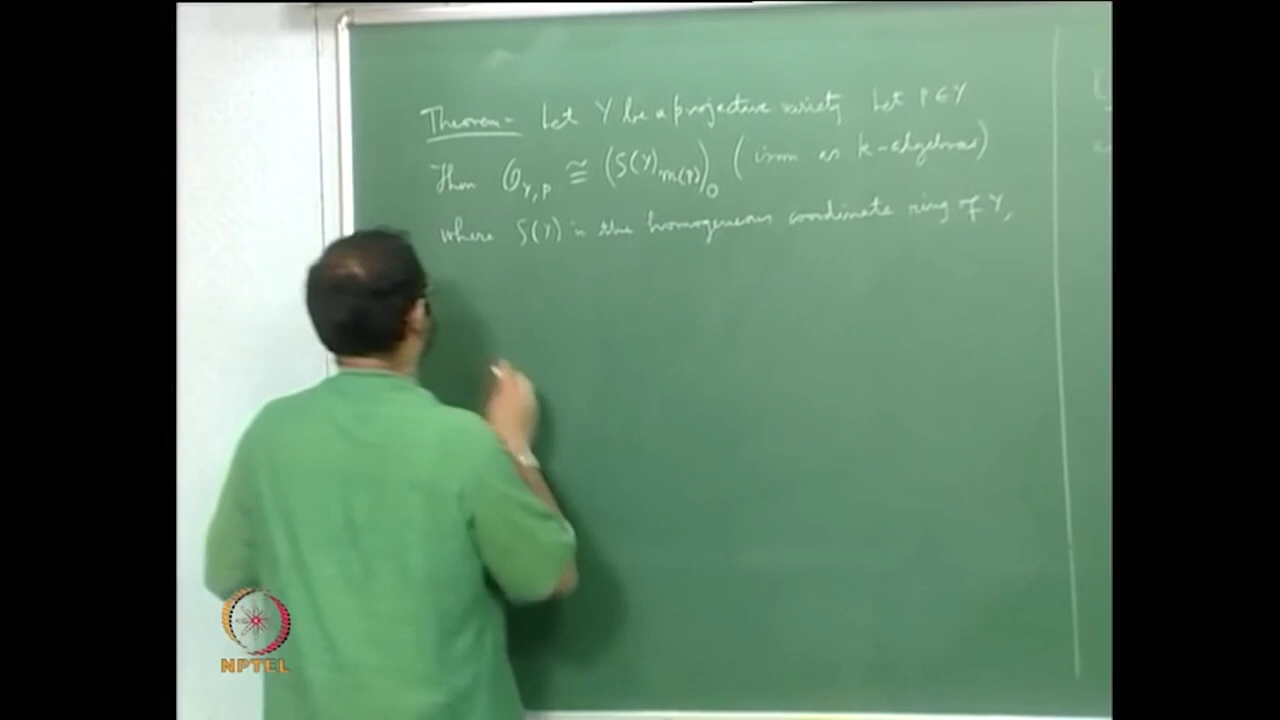 Theorem- Let Y be a projective variety Let P ∈ Y
Then O_{Y,P} ≅ (S(Y)_{m(P)})_0 (isom as k-algebras)
where S(Y) is the homogeneous coordinate ring of Y,
NPTEL